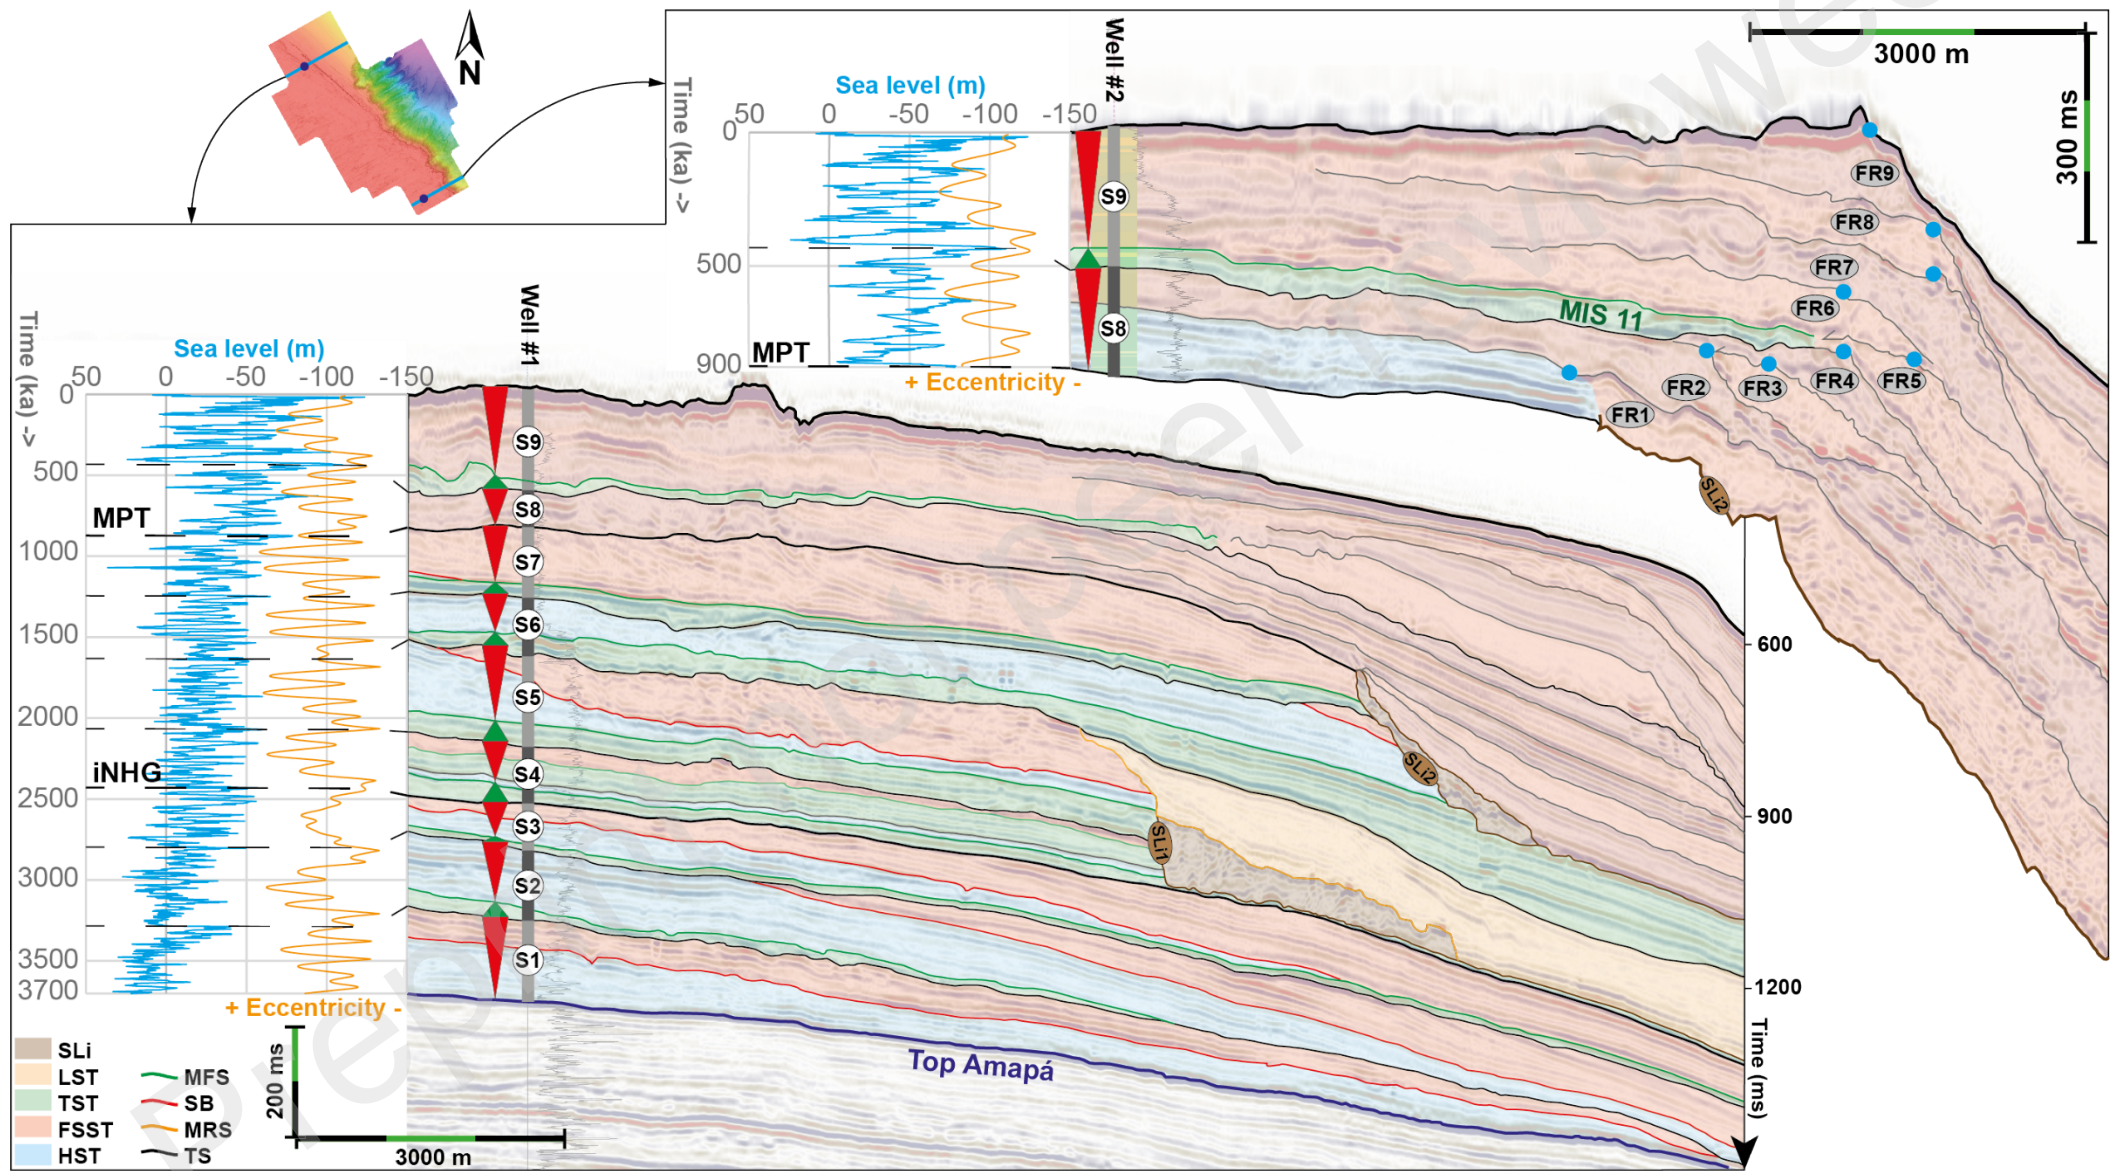 N
Well #2
3000 m
300 ms
Time (ka) ->
Sea level (m)
50 0 -50 -100 -150
0
500
900
MPT
+ Eccentricity -
S9
S8
MIS 11
FR9
FR8
FR7
FR6
FR5
FR4
FR3
FR2
FR1
SLi2
Well #1
Time (ka) ->
Sea level (m)
50 0 -50 -100 -150
0
500
MPT
1000
1500
2000
iNHG
2500
3000
3500
3700
+ Eccentricity -
S9
S8
S7
S6
S5
S4
S3
S2
S1
SLi1
SLi2
600
900
1200
Time (ms)
Top Amapá
SLi
LST
TST
FSST
HST
MFS
SB
MRS
TS
200 ms
3000 m